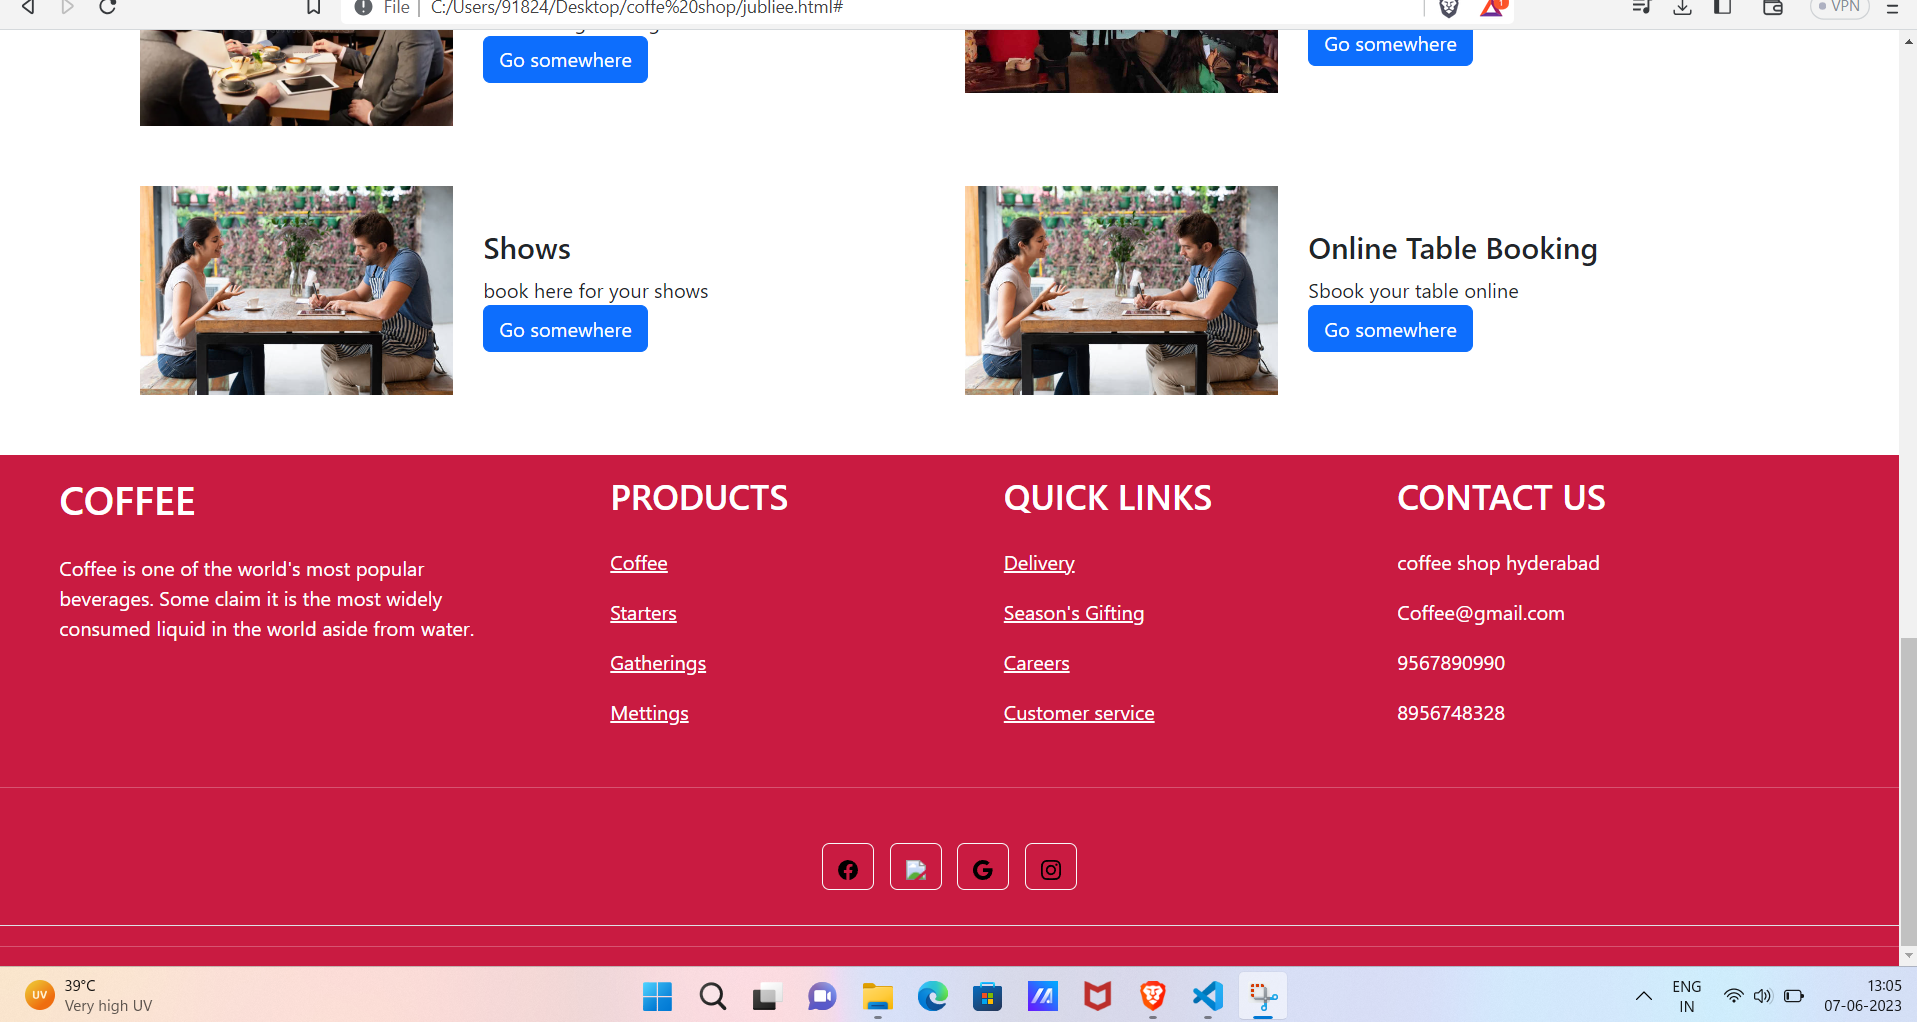 File | C:/Users/91824/Desktop/coffe%20shop/jubliee.html#
1
VPN
Go somewhere
Go somewhere
Shows
book here for your shows
Go somewhere
Online Table Booking
Sbook your table online
Go somewhere
COFFEE
Coffee is one of the world's most popular
beverages. Some claim it is the most widely
consumed liquid in the world aside from water.
PRODUCTS
Coffee
Starters
Gatherings
Mettings
QUICK LINKS
Delivery
Season's Gifting
Careers
Customer service
CONTACT US
coffee shop hyderabad
Coffee@gmail.com
9567890990
8956748328
UV
39°C
Very high UV
ENG
IN
13:05
07-06-2023